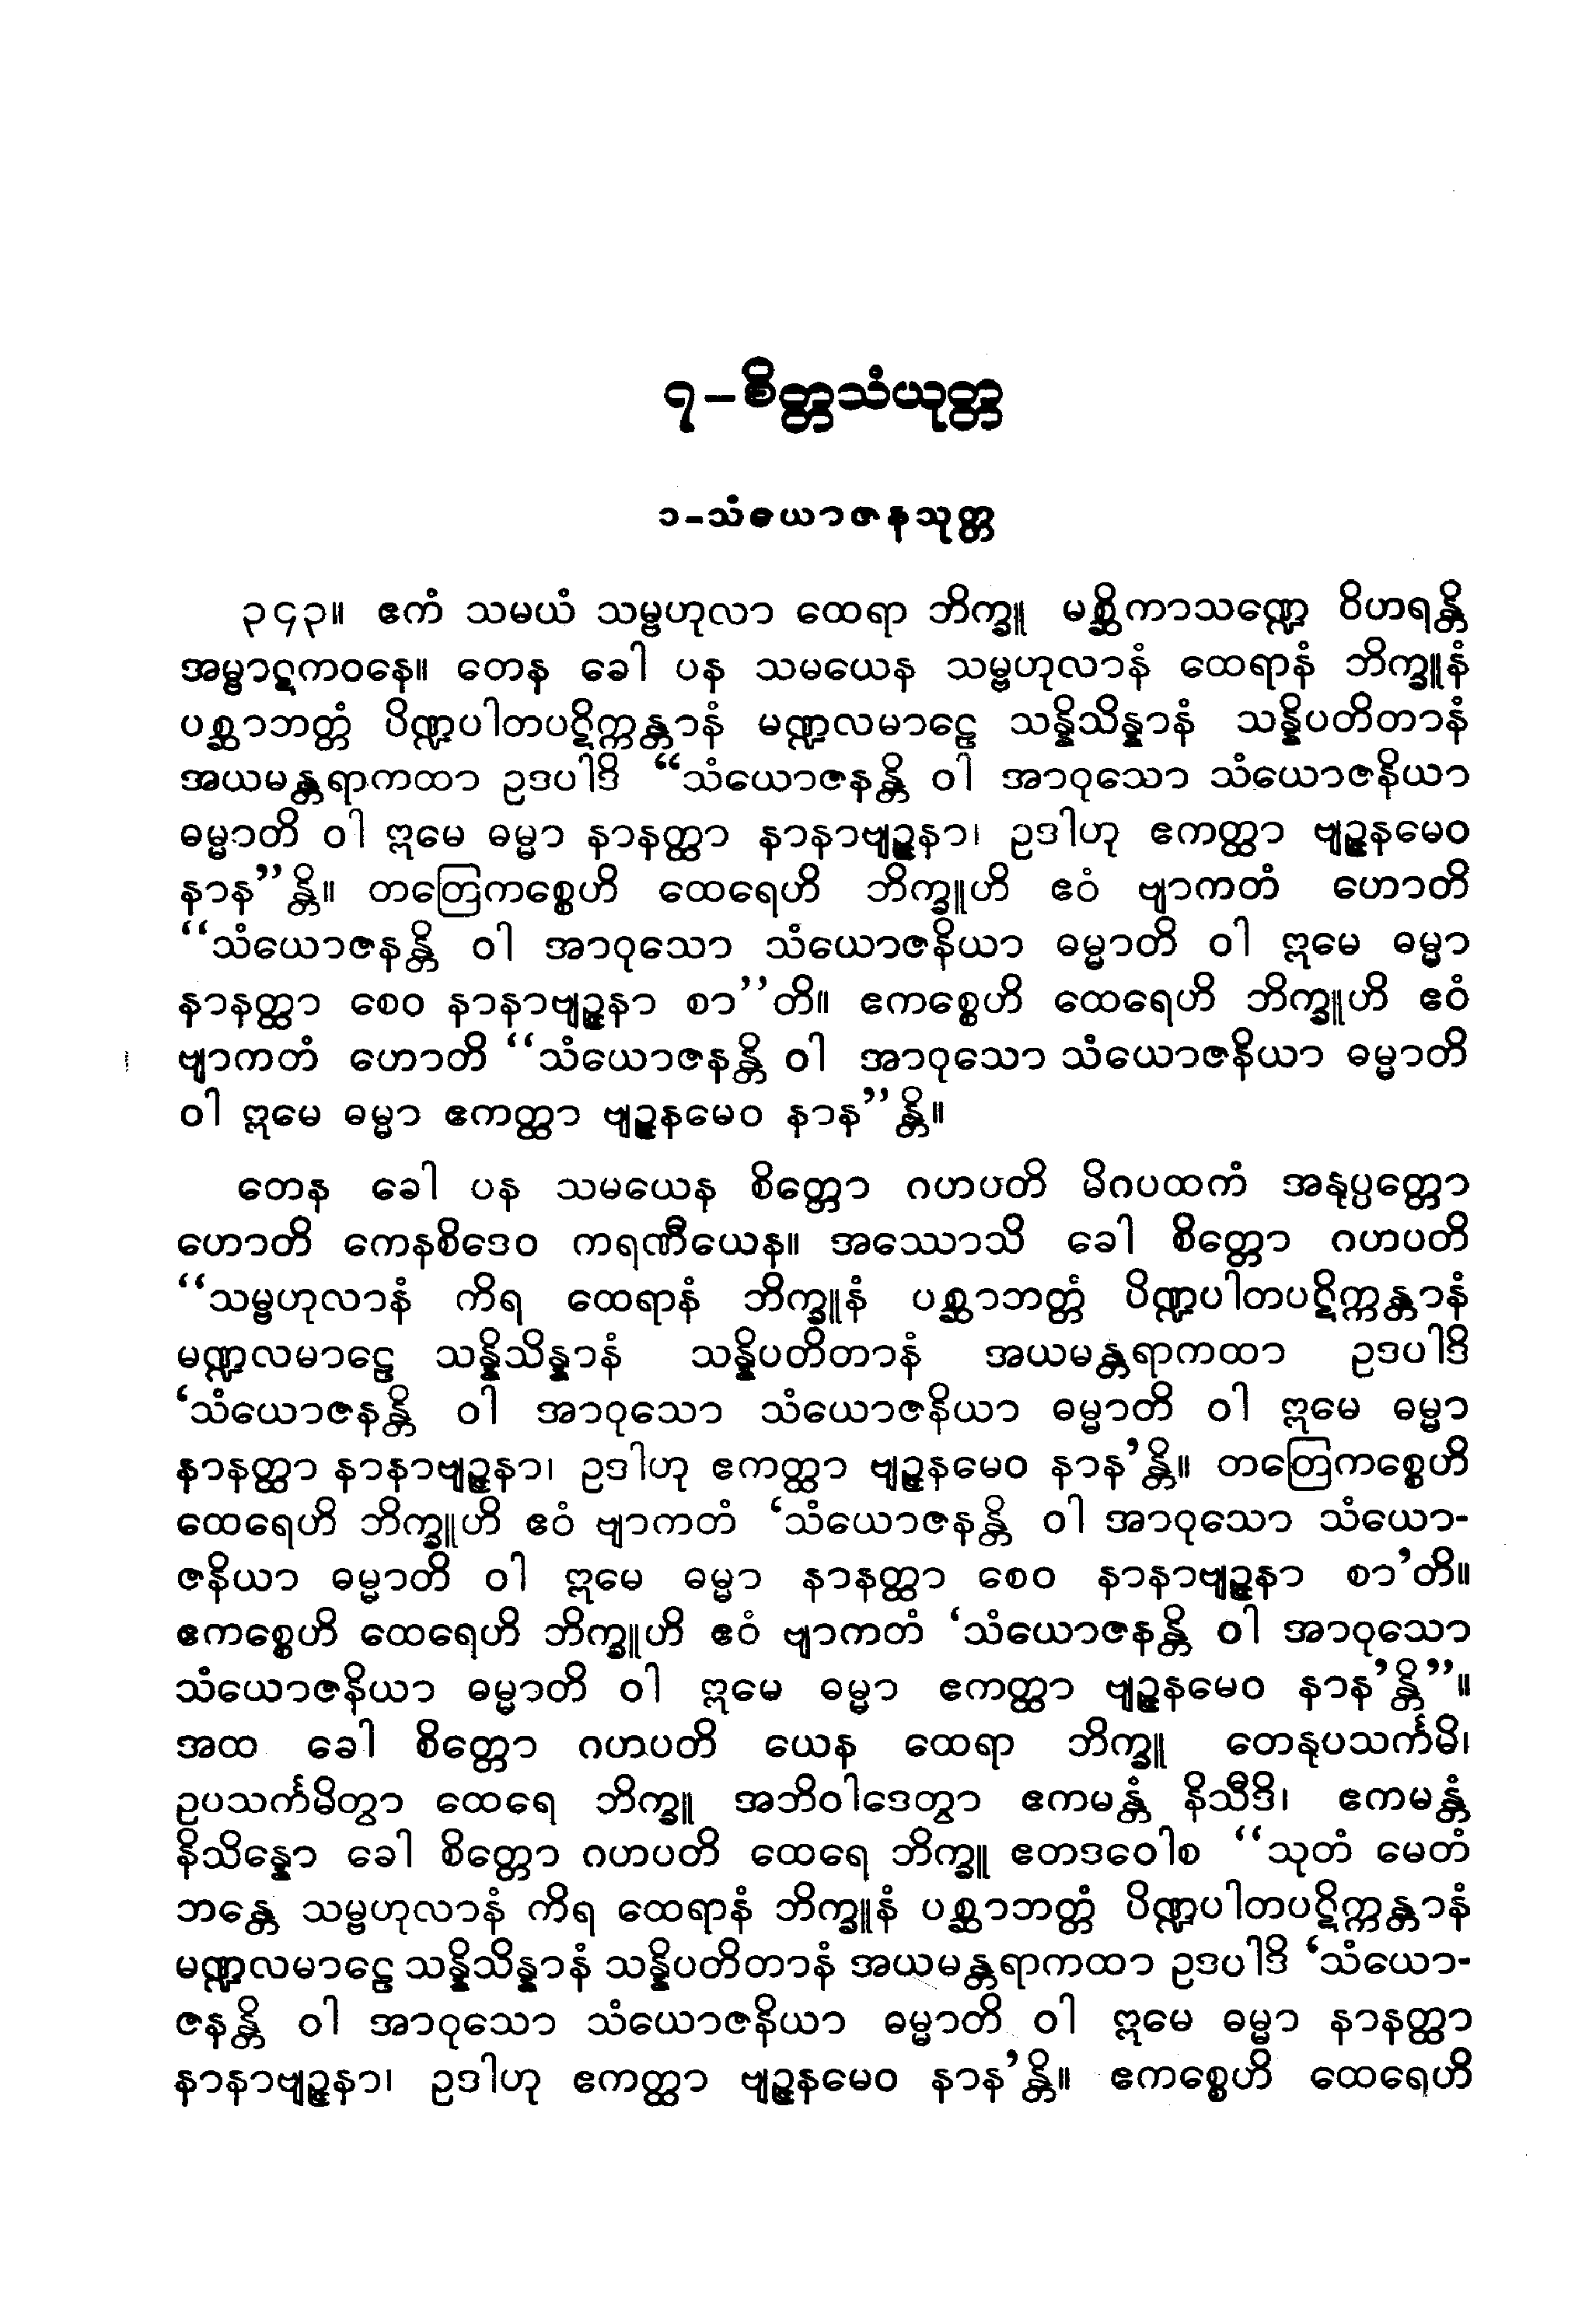 ၇-စိတ္တသံယုတ္တ
၁-သံယောဇနသုတ္တ
၃၄၃။ ဧကံ သမယံ သမ္ဗဟုလာ ထေရာ ဘိက္ခူ မစ္ဆိကာသဏ္ဍေ ဝိဟရန္တိ
အမ္ဗာဋကဝနေ။ တေန ခေါ ပန သမယေန သမ္ဗဟုလာနံ ထေရာနံ ဘိက္ခူနံ
ပစ္ဆာဘတ္တံ ပိဏ္ဍပါတပဋိက္ကန္တာနံ မဏ္ဍလမာဠေ သန္နိသိန္နာနံ သန္နိပတိတာနံ
အယမန္တရာကထာ ဥဒပါဒိ “သံယောဇနန္တိ ဝါ အာဝုသော သံယောဇနိယာ
ဓမ္မာတိ ဝါ ဣမေ ဓမ္မာ နာနတ္ထာ နာနာဗျဉ္ဇနာ၊ ဥဒါဟု ဧကတ္ထာ ဗျဉ္ဇနမေဝ
နာန”န္တိ။ တတြေကစ္စေဟိ ထေရေဟိ ဘိက္ခူဟိ ဧဝံ ဗျာကတံ ဟောတိ
“သံယောဇနန္တိ ဝါ အာဝုသော သံယောဇနိယာ ဓမ္မာတိ ဝါ ဣမေ ဓမ္မာ
နာနတ္ထာ စေဝ နာနာဗျဉ္ဇနာ စာ”တိ။ ဧကစ္စေဟိ ထေရေဟိ ဘိက္ခူဟိ ဧဝံ
ဗျာကတံ ဟောတိ “သံယောဇနန္တိ ဝါ အာဝုသော သံယောဇနိယာ ဓမ္မာတိ
ဝါ ဣမေ ဓမ္မာ ဧကတ္ထာ ဗျဉ္ဇနမေဝ နာန”န္တိ။
တေန ခေါ ပန သမယေန စိတ္တော ဂဟပတိ မိဂပထကံ အနုပ္ပတ္တော
ဟောတိ ကေနစိဒေဝ ကရဏီယေန။ အဿောသိ ခေါ စိတ္တော ဂဟပတိ
“သမ္ဗဟုလာနံ ကိရ ထေရာနံ ဘိက္ခူနံ ပစ္ဆာဘတ္တံ ပိဏ္ဍပါတပဋိက္ကန္တာနံ
မဏ္ဍလမာဠေ သန္နိသိန္နာနံ သန္နိပတိတာနံ အယမန္တရာကထာ ဥဒပါဒိ
‘သံယောဇနန္တိ ဝါ အာဝုသော သံယောဇနိယာ ဓမ္မာတိ ဝါ ဣမေ ဓမ္မာ
နာနတ္ထာ နာနာဗျဉ္ဇနာ၊ ဥဒါဟု ဧကတ္ထာ ဗျဉ္ဇနမေဝ နာန’န္တိ။ တတြေကစ္စေဟိ
ထေရေဟိ ဘိက္ခူဟိ ဧဝံ ဗျာကတံ ‘သံယောဇနန္တိ ဝါ အာဝုသော သံယော-
ဇနိယာ ဓမ္မာတိ ဝါ ဣမေ ဓမ္မာ နာနတ္ထာ စေဝ နာနာဗျဉ္ဇနာ စာ’တိ။
ဧကစ္စေဟိ ထေရေဟိ ဘိက္ခူဟိ ဧဝံ ဗျာကတံ ‘သံယောဇနန္တိ ဝါ အာဝုသော
သံယောဇနိယာ ဓမ္မာတိ ဝါ ဣမေ ဓမ္မာ ဧကတ္ထာ ဗျဉ္ဇနမေဝ နာန’န္တိ”။
အထ ခေါ စိတ္တော ဂဟပတိ ယေန ထေရာ ဘိက္ခူ တေနုပသင်္ကမိ၊
ဥပသင်္ကမိတွာ ထေရေ ဘိက္ခူ အဘိဝါဒေတွာ ဧကမန္တံ နိသီဒိ၊ ဧကမန္တံ
နိသိန္နော ခေါ စိတ္တော ဂဟပတိ ထေရေ ဘိက္ခူ ဧတဒဝေါစ “သုတံ မေတံ
ဘန္တေ သမ္ဗဟုလာနံ ကိရ ထေရာနံ ဘိက္ခူနံ ပစ္ဆာဘတ္တံ ပိဏ္ဍပါတပဋိက္ကန္တာနံ
မဏ္ဍလမာဠေ သန္နိသိန္နာနံ သန္နိပတိတာနံ အယမန္တရာကထာ ဥဒပါဒိ ‘သံယော-
ဇနန္တိ ဝါ အာဝုသော သံယောဇနိယာ ဓမ္မာတိ ဝါ ဣမေ ဓမ္မာ နာနတ္ထာ
နာနာဗျဉ္ဇနာ၊ ဥဒါဟု ဧကတ္ထာ ဗျဉ္ဇနမေဝ နာန’န္တိ။ ဧကစ္စေဟိ ထေရေဟိ